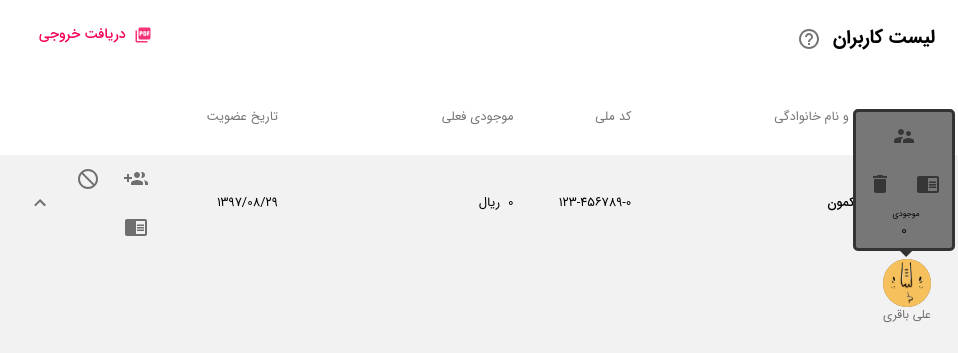 لیست کاربران
دریافت خروجی
و نام خانوادگی
کد ملی
موجودی فعلی
تاریخ عضویت
کمون
۱۲۳-۴۵۶۷۸۹-۰
۰ ریال
۱۳۹۷/۰۸/۲۹
موجودی
۰
علی باقری